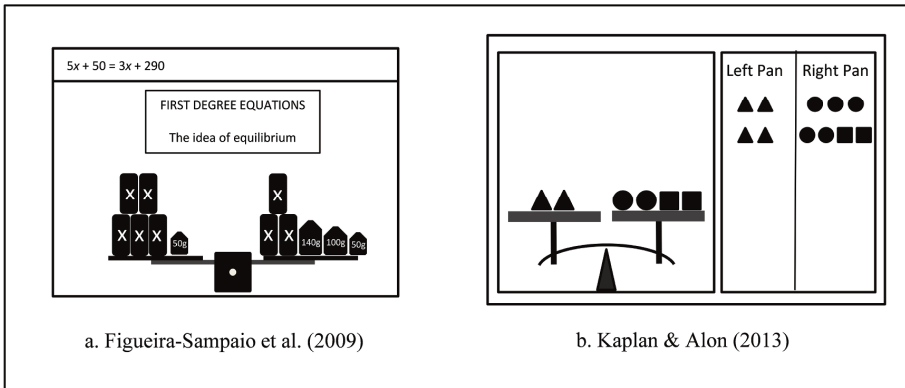 5x + 50 = 3x + 290
FIRST DEGREE EQUATIONS
The idea of equilibrium
X X
X
X X X
50g
X X
140g
100g
50g
a. Figueira-Sampaio et al. (2009)
Left Pan
Right Pan
b. Kaplan & Alon (2013)